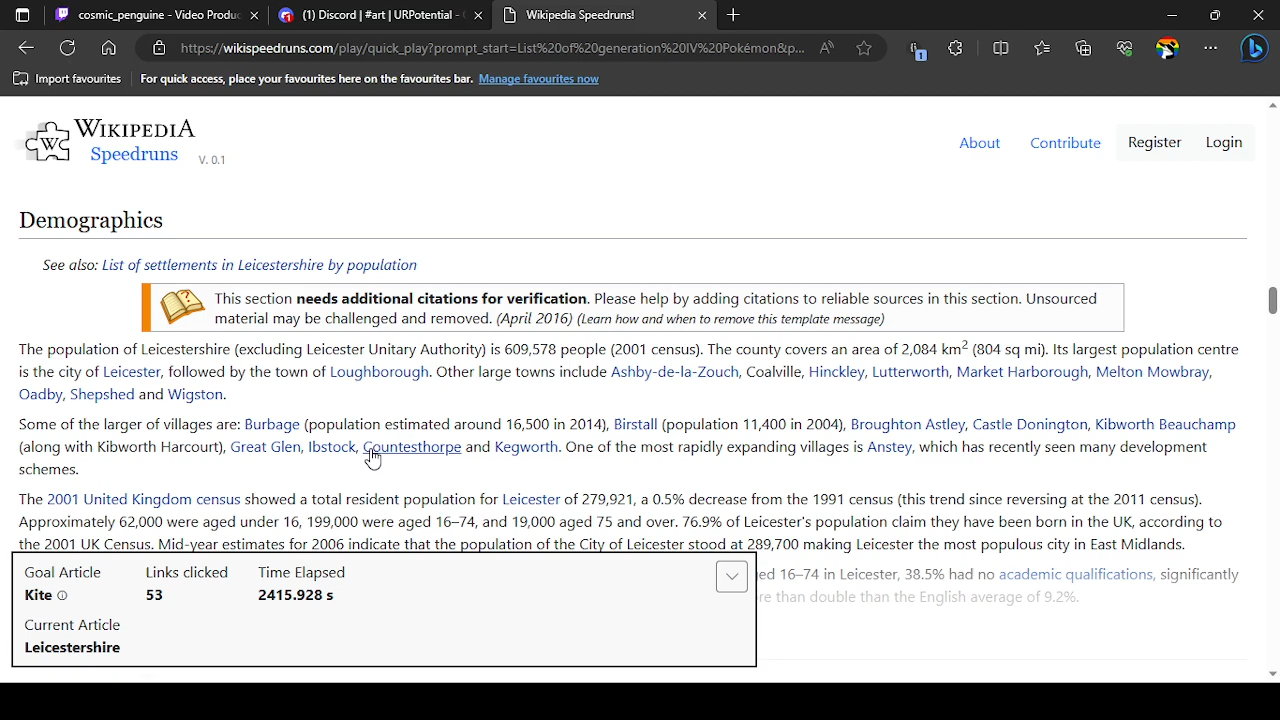 cosmic_penguine - Video Produc
(1) Discord | #art | URPotential -
Wikipedia Speedruns!
https://wikispeedruns.com/play/quick_play?prompt_start=List%20of%20generation%20IV%20Pokémon&p...
1
Import favourites
For quick access, place your favourites here on the favourites bar. Manage favourites now
WIKIPEDIA
Speedruns V. 0.1
W
About Contribute Register Login
Demographics
See also: List of settlements in Leicestershire by population
This section needs additional citations for verification. Please help by adding citations to reliable sources in this section. Unsourced
material may be challenged and removed. (April 2016) (Learn how and when to remove this template message)
The population of Leicestershire (excluding Leicester Unitary Authority) is 609,578 people (2001 census). The county covers an area of 2,084 km² (804 sq mi). Its largest population centre
is the city of Leicester, followed by the town of Loughborough. Other large towns include Ashby-de-la-Zouch, Coalville, Hinckley, Lutterworth, Market Harborough, Melton Mowbray,
Oadby, Shepshed and Wigston.
Some of the larger of villages are: Burbage (population estimated around 16,500 in 2014), Birstall (population 11,400 in 2004), Broughton Astley, Castle Donington, Kibworth Beauchamp
(along with Kibworth Harcourt), Great Glen, Ibstock, Countesthorpe and Kegworth. One of the most rapidly expanding villages is Anstey, which has recently seen many development
schemes.
The 2001 United Kingdom census showed a total resident population for Leicester of 279,921, a 0.5% decrease from the 1991 census (this trend since reversing at the 2011 census).
Approximately 62,000 were aged under 16, 199,000 were aged 16–74, and 19,000 aged 75 and over. 76.9% of Leicester's population claim they have been born in the UK, according to
the 2001 UK Census. Mid-year estimates for 2006 indicate that the population of the City of Leicester stood at 289,700 making Leicester the most populous city in East Midlands.
ed 16–74 in Leicester, 38.5% had no academic qualifications, significantly
re than double than the English average of 9.2%.
Goal Article Links clicked Time Elapsed
Kite 53 2415.928 s
Current Article
Leicestershire